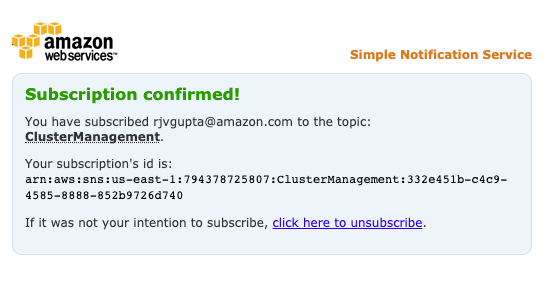 amazon
webservices™
Simple Notification Service
Subscription confirmed!
You have subscribed rjvgupta@amazon.com to the topic:
ClusterManagement.
Your subscription's id is:
arn:aws:sns:us-east-1:794378725807:ClusterManagement:332e451b-c4c9-
4585-8888-852b9726d740
If it was not your intention to subscribe, click here to unsubscribe.